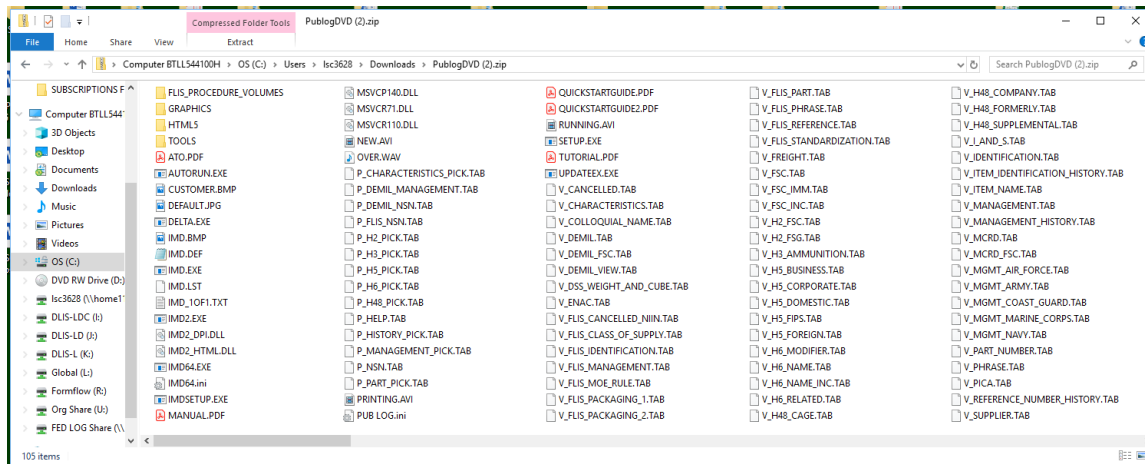 Compressed Folder Tools
PublogDVD (2).zip
File Home Share View Extract
Computer BTLL544100H > OS (C:) > Users > lsc3628 > Downloads > PublogDVD (2).zip
Search PublogDVD (2).zip
SUBSCRIPTIONS F
Computer BTLL544
3D Objects
Desktop
Documents
Downloads
Music
Pictures
Videos
OS (C:)
DVD RW Drive (D:)
lsc3628 (\\home1
DLIS-LDC (I:)
DLIS-LD (J:)
DLIS-L (K:)
Global (L:)
Formflow (R:)
Org Share (U:)
FED LOG Share (\\
FLIS_PROCEDURE_VOLUMES
GRAPHICS
HTML5
TOOLS
ATO.PDF
AUTORUN.EXE
CUSTOMER.BMP
DEFAULT.JPG
DELTA.EXE
IMD.BMP
IMD.DEF
IMD.EXE
IMD.LST
IMD_1OF1.TXT
IMD2.EXE
IMD2_DPI.DLL
IMD2_HTML.DLL
IMD64.EXE
IMD64.ini
IMDSETUP.EXE
MANUAL.PDF
MSVCP140.DLL
MSVCR71.DLL
MSVCR110.DLL
NEW.AVI
OVER.WAV
P_CHARACTERISTICS_PICK.TAB
P_DEMIL_MANAGEMENT.TAB
P_DEMIL_NSN.TAB
P_FLIS_NSN.TAB
P_H2_PICK.TAB
P_H3_PICK.TAB
P_H5_PICK.TAB
P_H6_PICK.TAB
P_H48_PICK.TAB
P_HELP.TAB
P_HISTORY_PICK.TAB
P_MANAGEMENT_PICK.TAB
P_NSN.TAB
P_PART_PICK.TAB
PRINTING.AVI
PUB LOG.ini
QUICKSTARTGUIDE.PDF
QUICKSTARTGUIDE2.PDF
RUNNING.AVI
SETUP.EXE
TUTORIAL.PDF
UPDATEEX.EXE
V_CANCELLED.TAB
V_CHARACTERISTICS.TAB
V_COLLOQUIAL_NAME.TAB
V_DEMIL.TAB
V_DEMIL_FSC.TAB
V_DEMIL_VIEW.TAB
V_DSS_WEIGHT_AND_CUBE.TAB
V_ENAC.TAB
V_FLIS_CANCELLED_NIIN.TAB
V_FLIS_CLASS_OF_SUPPLY.TAB
V_FLIS_IDENTIFICATION.TAB
V_FLIS_MANAGEMENT.TAB
V_FLIS_MOE_RULE.TAB
V_FLIS_PACKAGING_1.TAB
V_FLIS_PACKAGING_2.TAB
V_FLIS_PART.TAB
V_FLIS_PHRASE.TAB
V_FLIS_REFERENCE.TAB
V_FLIS_STANDARDIZATION.TAB
V_FREIGHT.TAB
V_FSC.TAB
V_FSC_IMM.TAB
V_FSC_INC.TAB
V_H2_FSC.TAB
V_H2_FSG.TAB
V_H3_AMMUNITION.TAB
V_H5_BUSINESS.TAB
V_H5_CORPORATE.TAB
V_H5_DOMESTIC.TAB
V_H5_FIPS.TAB
V_H5_FOREIGN.TAB
V_H6_MODIFIER.TAB
V_H6_NAME.TAB
V_H6_NAME_INC.TAB
V_H6_RELATED.TAB
V_H48_CAGE.TAB
V_H48_COMPANY.TAB
V_H48_FORMERLY.TAB
V_H48_SUPPLEMENTAL.TAB
V_I_AND_S.TAB
V_IDENTIFICATION.TAB
V_ITEM_IDENTIFICATION_HISTORY.TAB
V_ITEM_NAME.TAB
V_MANAGEMENT.TAB
V_MANAGEMENT_HISTORY.TAB
V_MCRD.TAB
V_MCRD_FSC.TAB
V_MGMT_AIR_FORCE.TAB
V_MGMT_ARMY.TAB
V_MGMT_COAST_GUARD.TAB
V_MGMT_MARINE_CORPS.TAB
V_MGMT_NAVY.TAB
V_PART_NUMBER.TAB
V_PHRASE.TAB
V_PICA.TAB
V_REFERENCE_NUMBER_HISTORY.TAB
V_SUPPLIER.TAB
105 items